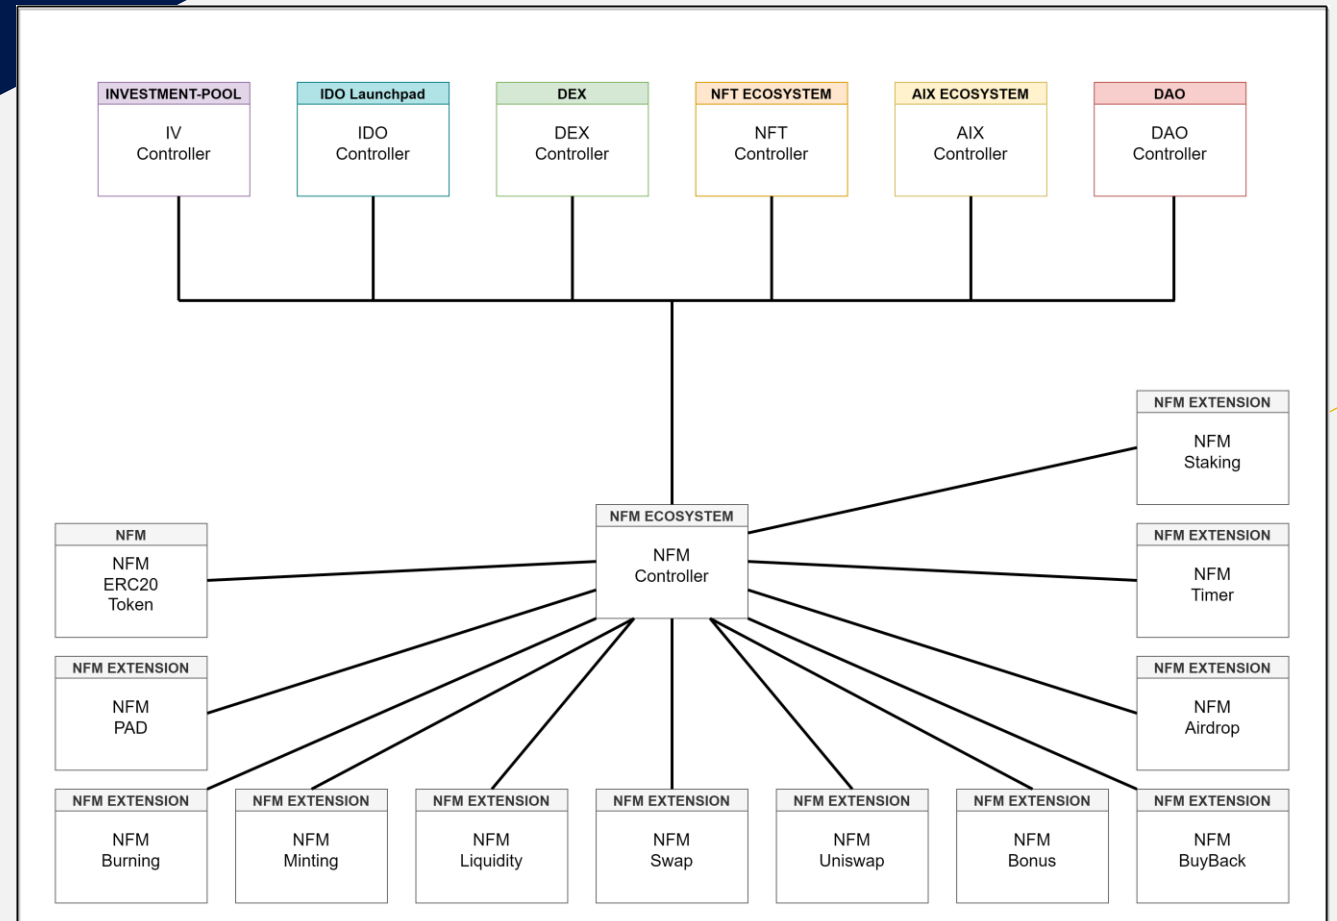 INVESTMENT-POOL
IV
Controller
IDO Launchpad
IDO
Controller
DEX
DEX
Controller
NFT ECOSYSTEM
NFT
Controller
AIX ECOSYSTEM
AIX
Controller
DAO
DAO
Controller
NFM EXTENSION
NFM
Staking
NFM ECOSYSTEM
NFM
Controller
NFM
NFM
ERC20
Token
NFM EXTENSION
NFM
Timer
NFM EXTENSION
NFM
PAD
NFM EXTENSION
NFM
Airdrop
NFM EXTENSION
NFM
Burning
NFM EXTENSION
NFM
Minting
NFM EXTENSION
NFM
Liquidity
NFM EXTENSION
NFM
Swap
NFM EXTENSION
NFM
Uniswap
NFM EXTENSION
NFM
Bonus
NFM EXTENSION
NFM
BuyBack